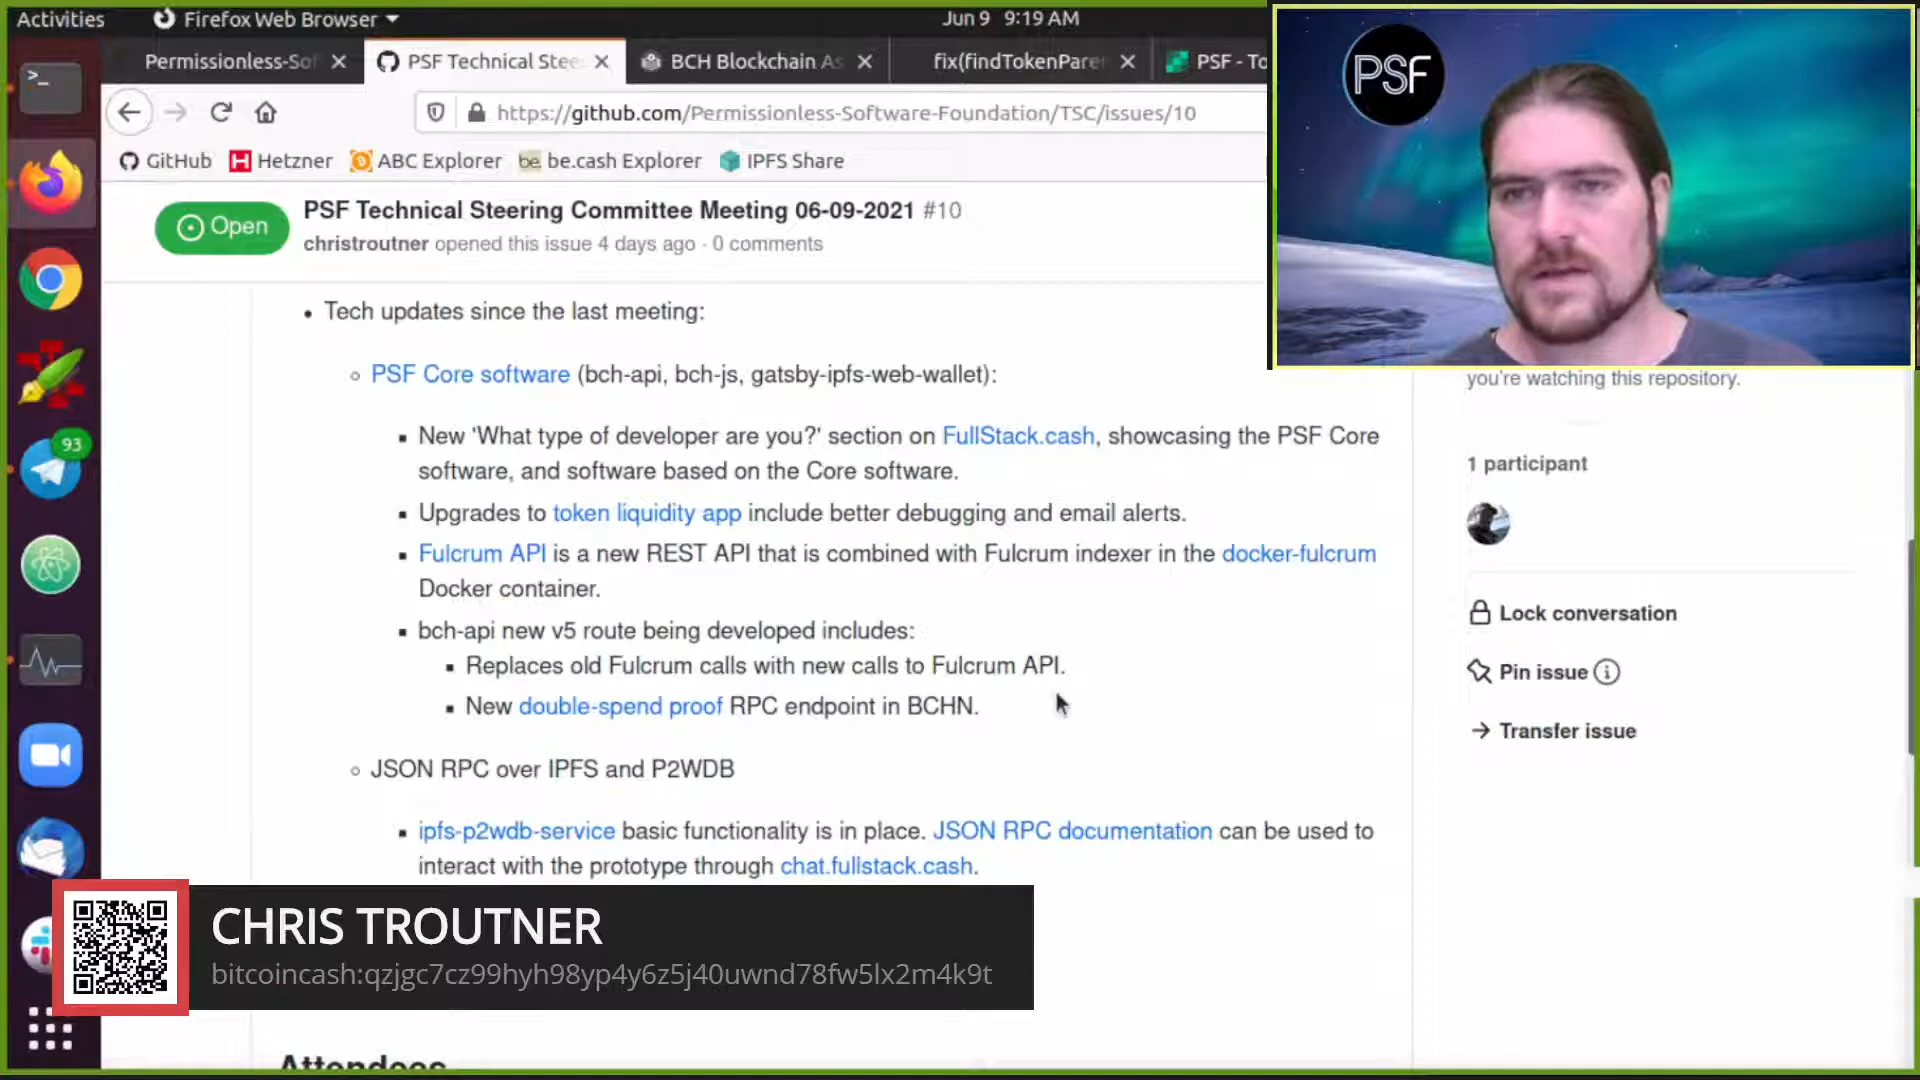 Activities
Firefox Web Browser
Jun 9 9:19 AM
Permissionless-So
PSF Technical Stee
BCH Blockchain As
fix(findTokenPare
PSF - To
https://github.com/Permissionless-Software-Foundation/TSC/issues/10
GitHub
Hetzner
ABC Explorer
be.cash Explorer
IPFS Share
PSF
Open
PSF Technical Steering Committee Meeting 06-09-2021 #10
christroutner opened this issue 4 days ago · 0 comments
Tech updates since the last meeting:
PSF Core software (bch-api, bch-js, gatsby-ipfs-web-wallet):
New 'What type of developer are you?' section on FullStack.cash, showcasing the PSF Core
software, and software based on the Core software.
Upgrades to token liquidity app include better debugging and email alerts.
Fulcrum API is a new REST API that is combined with Fulcrum indexer in the docker-fulcrum
Docker container.
bch-api new v5 route being developed includes:
Replaces old Fulcrum calls with new calls to Fulcrum API.
New double-spend proof RPC endpoint in BCHN.
JSON RPC over IPFS and P2WDB
ipfs-p2wdb-service basic functionality is in place. JSON RPC documentation can be used to
interact with the prototype through chat.fullstack.cash.
Attendees
you're watching this repository.
1 participant
Lock conversation
Pin issue
Transfer issue
93
CHRIS TROUTNER
bitcoincash:qzjgc7cz99hyh98yp4y6z5j40uwnd78fw5lx2m4k9t